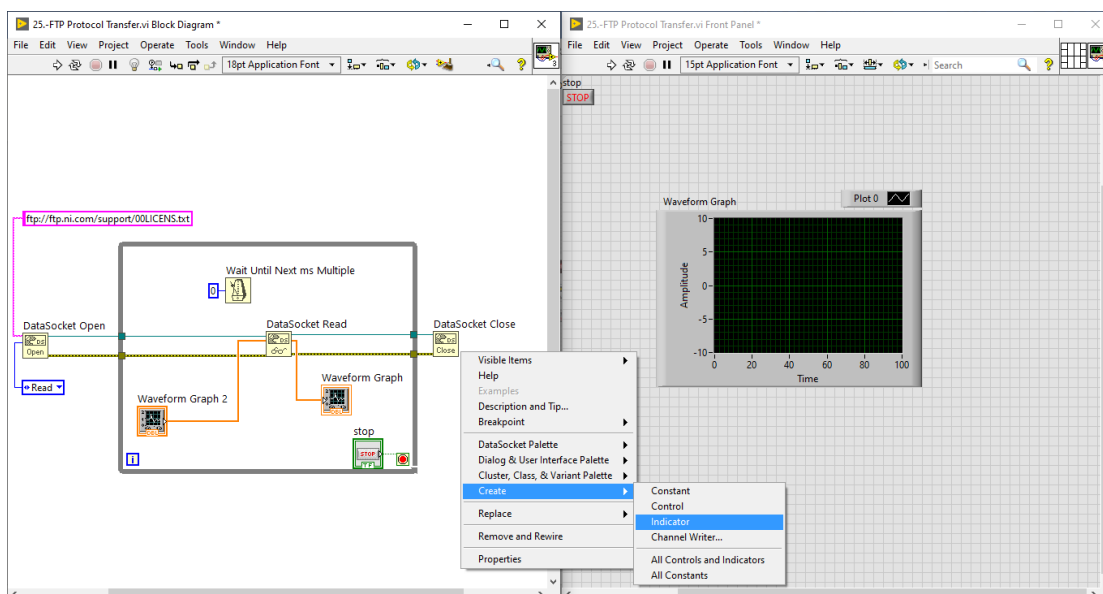 25.-FTP Protocol Transfer.vi Block Diagram *
File Edit View Project Operate Tools Window Help
18pt Application Font
3
ftp://ftp.ni.com/support/00LICENS.txt
Wait Until Next ms Multiple
0
DataSocket Open
DataSocket Read
DataSocket Close
DS
Open
DS
DS
Close
Read
Waveform Graph
Waveform Graph 2
stop
STOP
TF
i
Visible Items
Help
Examples
Description and Tip...
Breakpoint
DataSocket Palette
Dialog & User Interface Palette
Cluster, Class, & Variant Palette
Create
Replace
Remove and Rewire
Properties
Constant
Control
Indicator
Channel Writer...
All Controls and Indicators
All Constants
25.-FTP Protocol Transfer.vi Front Panel *
File Edit View Project Operate Tools Window Help
15pt Application Font
Search
stop
STOP
Waveform Graph
Plot 0
10
5
0
-5
-10
Amplitude
0 20 40 60 80 100
Time